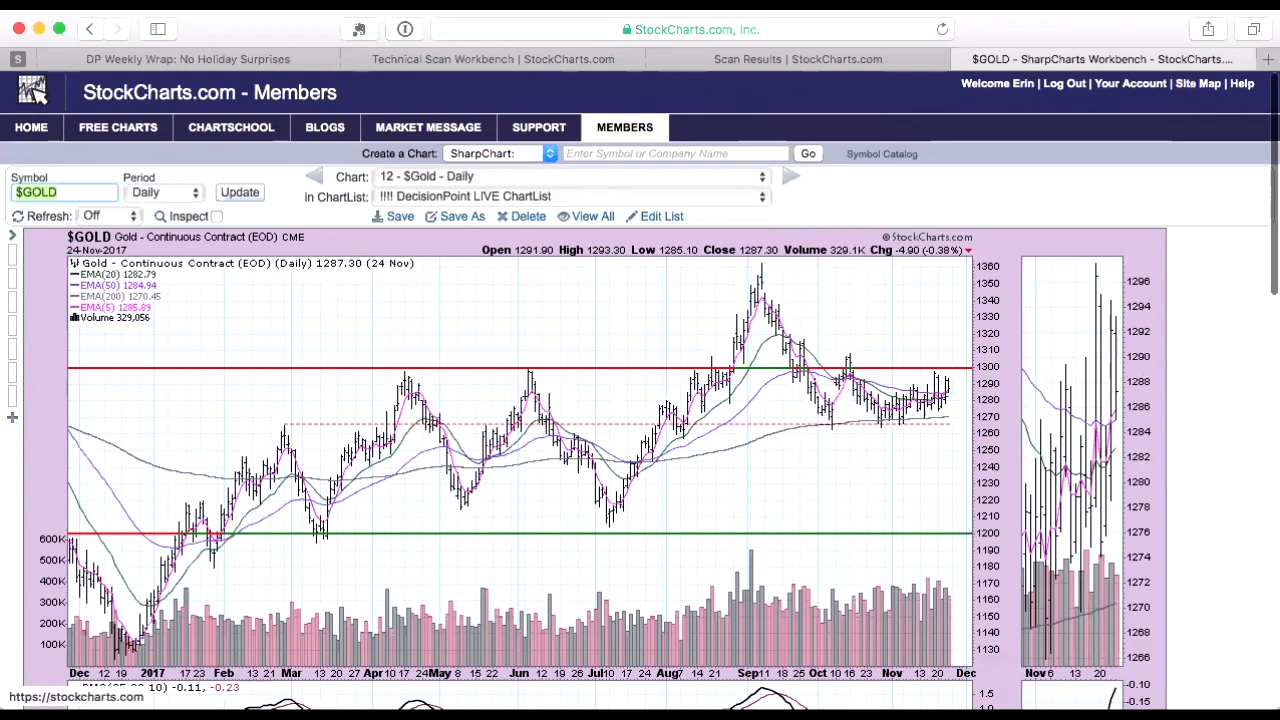 StockCharts.com, Inc.
S DP Weekly Wrap: No Holiday Surprises Technical Scan Workbench | StockCharts.com Scan Results | StockCharts.com $GOLD - SharpCharts Workbench - StockCharts....
StockCharts.com - Members
Welcome Erin | Log Out | Your Account | Site Map | Help
HOME FREE CHARTS CHARTSCHOOL BLOGS MARKET MESSAGE SUPPORT MEMBERS
Create a Chart: SharpChart: Enter Symbol or Company Name Go Symbol Catalog
Symbol Period Chart: 12 - $Gold - Daily
$GOLD Daily Update in ChartList: !!!! DecisionPoint LIVE ChartList
Refresh: Off Inspect Save Save As Delete View All Edit List
$GOLD Gold - Continuous Contract (EOD) CME © StockCharts.com
24-Nov-2017 Open 1291.90 High 1293.30 Low 1285.10 Close 1287.30 Volume 329.1K Chg -4.90 (-0.38%)
Gold - Continuous Contract (EOD) (Daily) 1287.30 (24 Nov)
EMA(20) 1282.79
EMA(50) 1284.94
EMA(200) 1270.45
EMA(5) 1285.89
Volume 329,056
1360
1350
1340
1330
1320
1310
1300
1290
1280
1270
1260
1250
1240
1230
1220
1210
1200
1190
1180
1170
1160
1150
1140
1130
600K
500K
400K
300K
200K
100K
1296
1294
1292
1290
1288
1286
1284
1282
1280
1278
1276
1274
1272
1270
1268
1266
Dec 12 19 2017 17 23 Feb 13 21 Mar 13 20 27 Apr 10 17 24 May 8 15 22 Jun 12 19 26 Jul 10 17 24 Aug 7 14 21 Sep 11 18 25 Oct 10 16 23 Nov 13 20 Dec
Nov 6 13 20
https://stockcharts.com
10) -0.11, -0.23
1.5
1.0
-0.10
-0.15